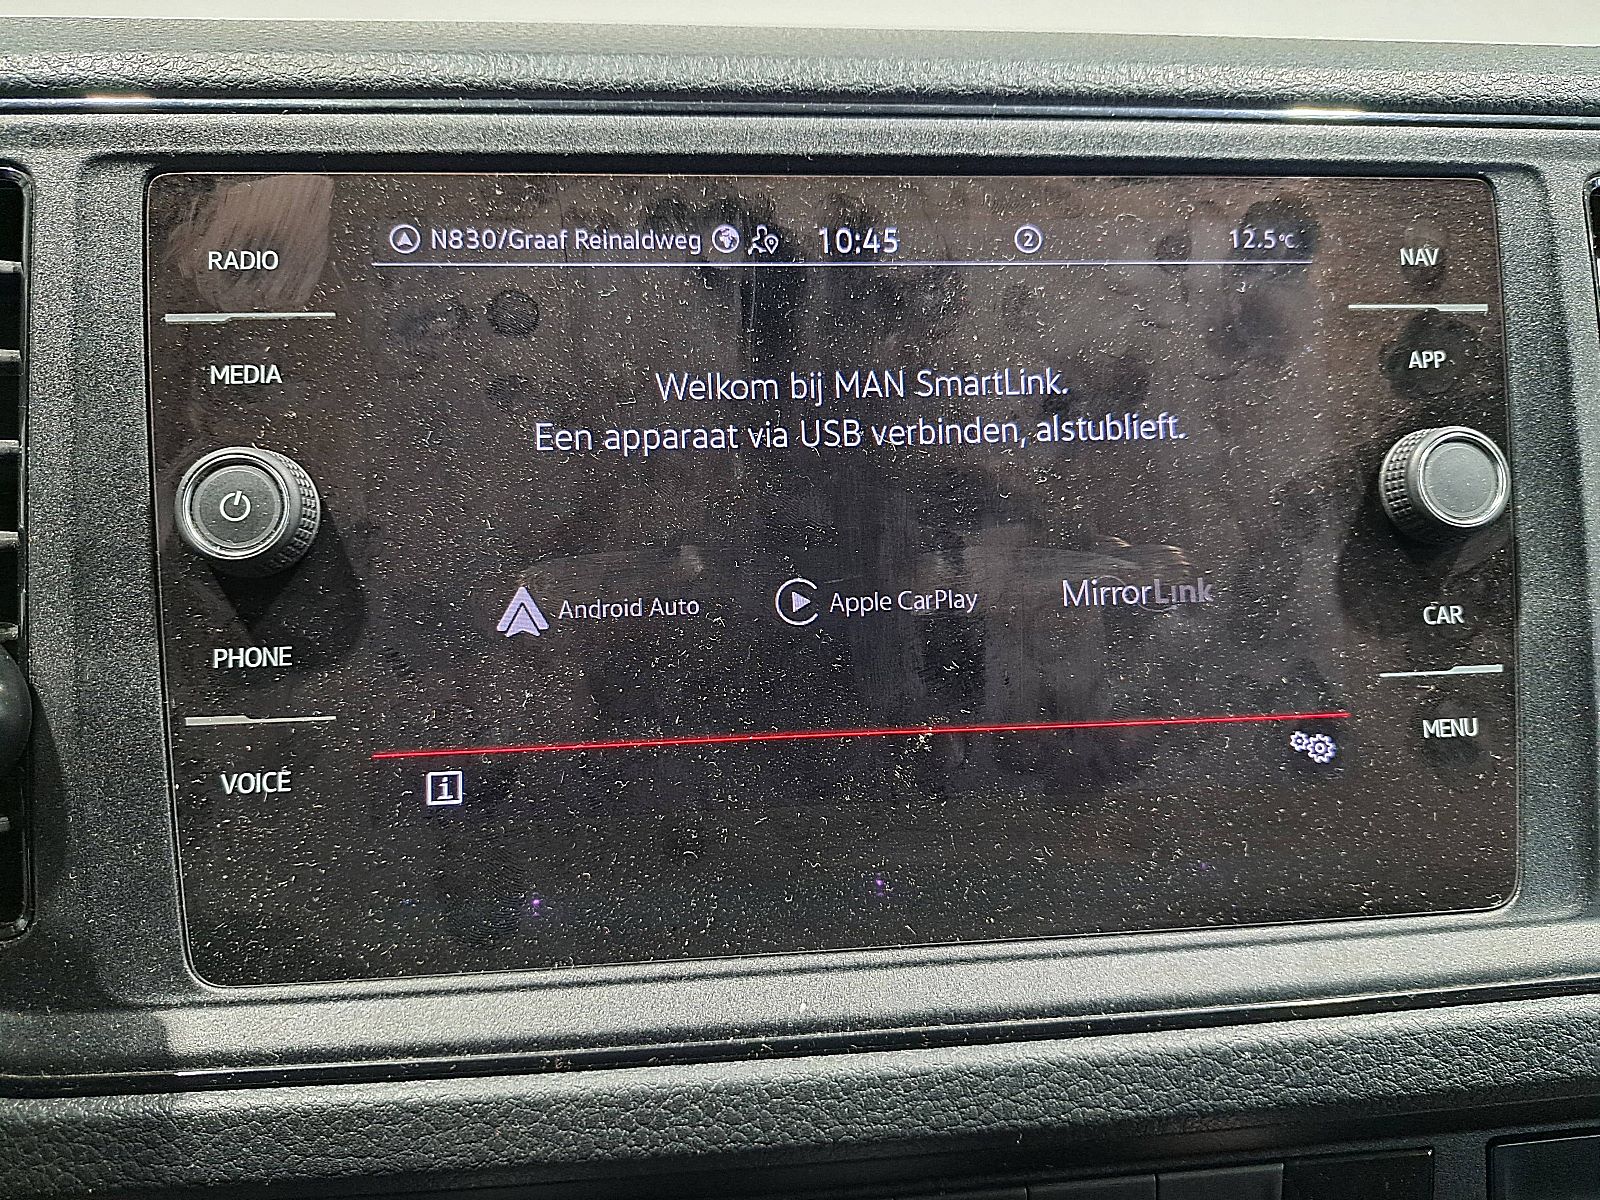 N830/Graaf Reinaldweg 10:45 2 12.5°C
RADIO
MEDIA
PHONE
VOICE
Welkom bij MAN SmartLink.
Een apparaat via USB verbinden, alstublieft.
Android Auto
Apple CarPlay
MirrorLink
i
NAV
APP
CAR
MENU